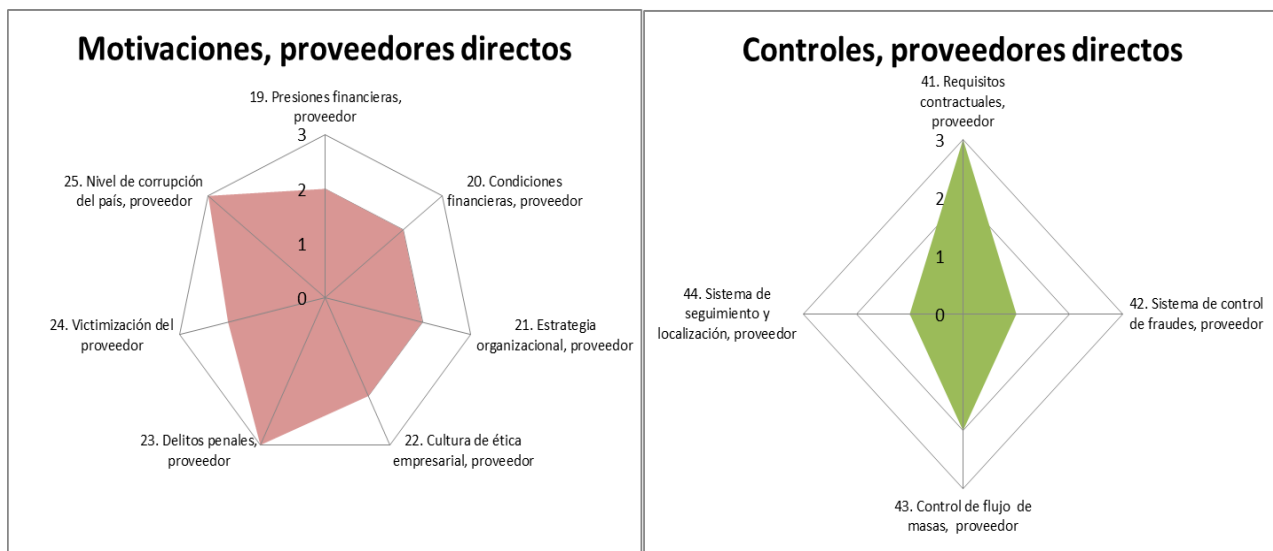 Motivaciones, proveedores directos
19. Presiones financieras,
proveedor
3
2
1
0
20. Condiciones
financieras, proveedor
21. Estrategia
organizacional, proveedor
22. Cultura de ética
empresarial, proveedor
23. Delitos penales,
proveedor
24. Victimización del
proveedor
25. Nivel de corrupción
del país, proveedor
Controles, proveedores directos
41. Requisitos
contractuales,
proveedor
3
2
1
0
42. Sistema de control
de fraudes, proveedor
43. Control de flujo de
masas, proveedor
44. Sistema de
seguimiento y
localización, proveedor